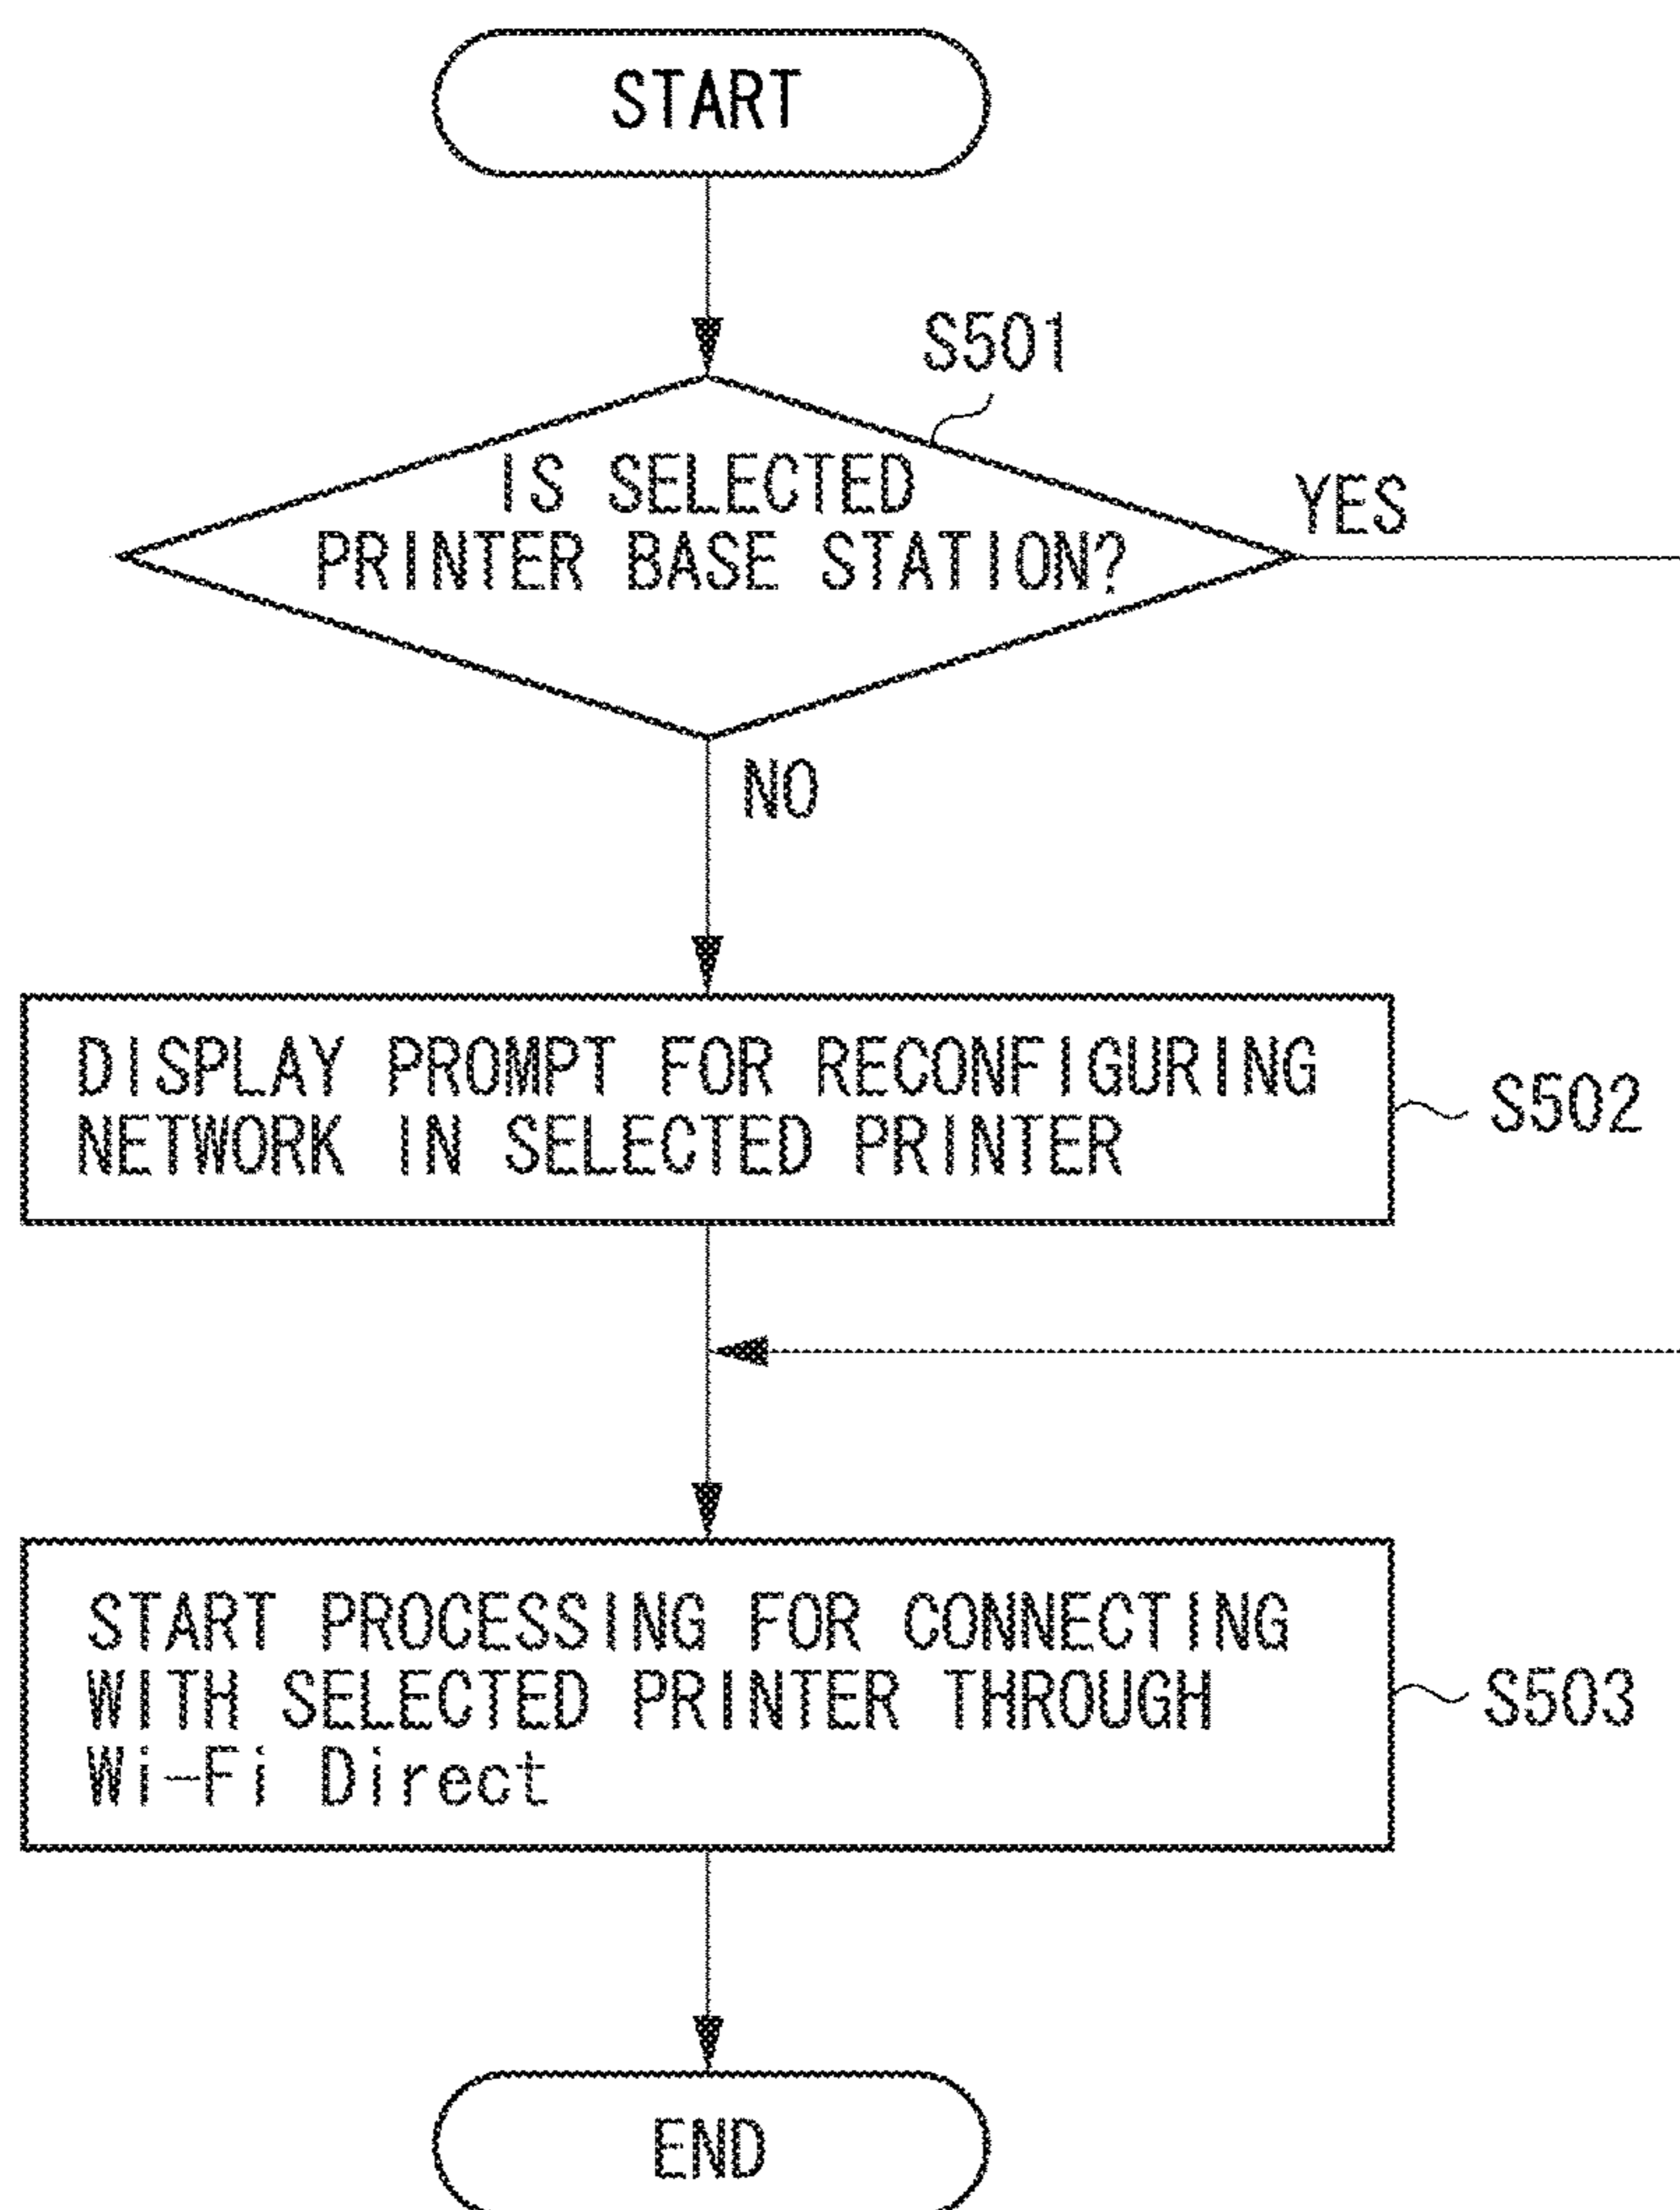 START
S501
IS SELECTED
PRINTER BASE STATION?
YES
NO
DISPLAY PROMPT FOR RECONFIGURING
NETWORK IN SELECTED PRINTER
S502
START PROCESSING FOR CONNECTING
WITH SELECTED PRINTER THROUGH
Wi-Fi Direct
S503
END